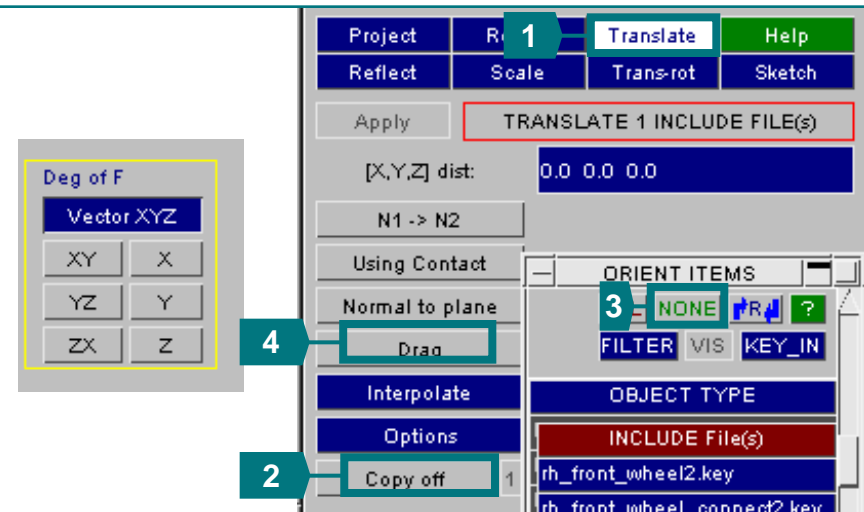 Project R 1 Translate Help
Reflect Scale Trans-rot Sketch
Apply TRANSLATE 1 INCLUDE FILE(s)
[X,Y,Z] dist: 0.0 0.0 0.0
N1 -> N2
Using Contact
Normal to plane
4 Drag
Interpolate
Options
2 Copy off 1
Deg of F
Vector XYZ
XY X
YZ Y
ZX Z
ORIENT ITEMS
3 NONE R ?
FILTER VIS KEY_IN
OBJECT TYPE
INCLUDE File(s)
rh_front_wheel2.key
rh_front_wheel_connect2.key